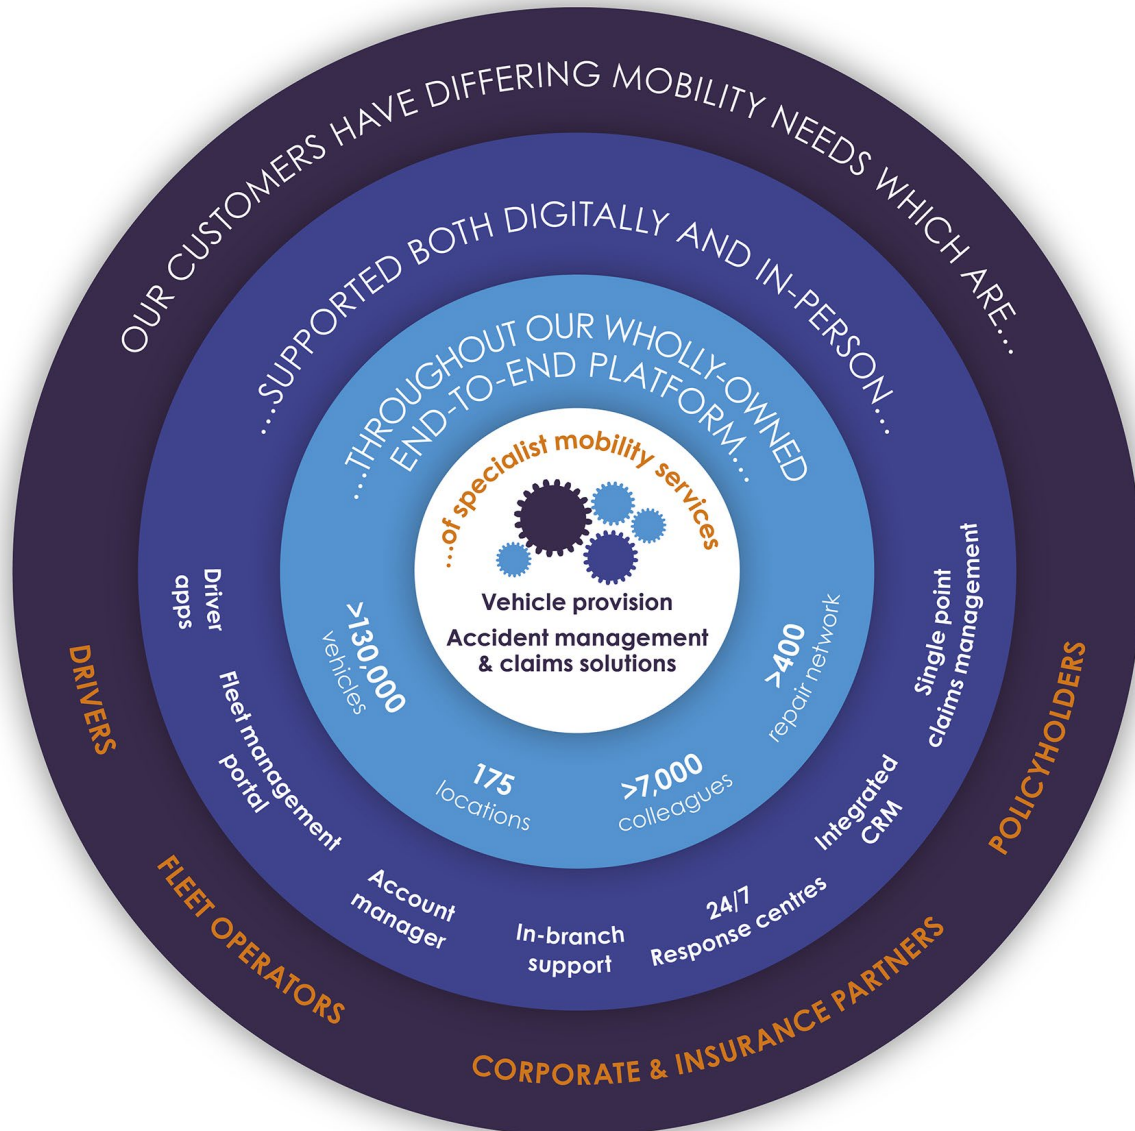 OUR CUSTOMERS HAVE DIFFERING MOBILITY NEEDS WHICH ARE...
...SUPPORTED BOTH DIGITALLY AND IN-PERSON...
...THROUGHOUT OUR WHOLLY-OWNED
END-TO-END PLATFORM...
...of specialist mobility services
Vehicle provision
Accident management
& claims solutions
>130,000
vehicles
175
locations
>7,000
colleagues
>400
repair network
Driver
apps
Fleet management
portal
Account
manager
In-branch
support
24/7
Response centres
Integrated
CRM
Single point
claims management
DRIVERS
FLEET OPERATORS
CORPORATE & INSURANCE PARTNERS
POLICYHOLDERS